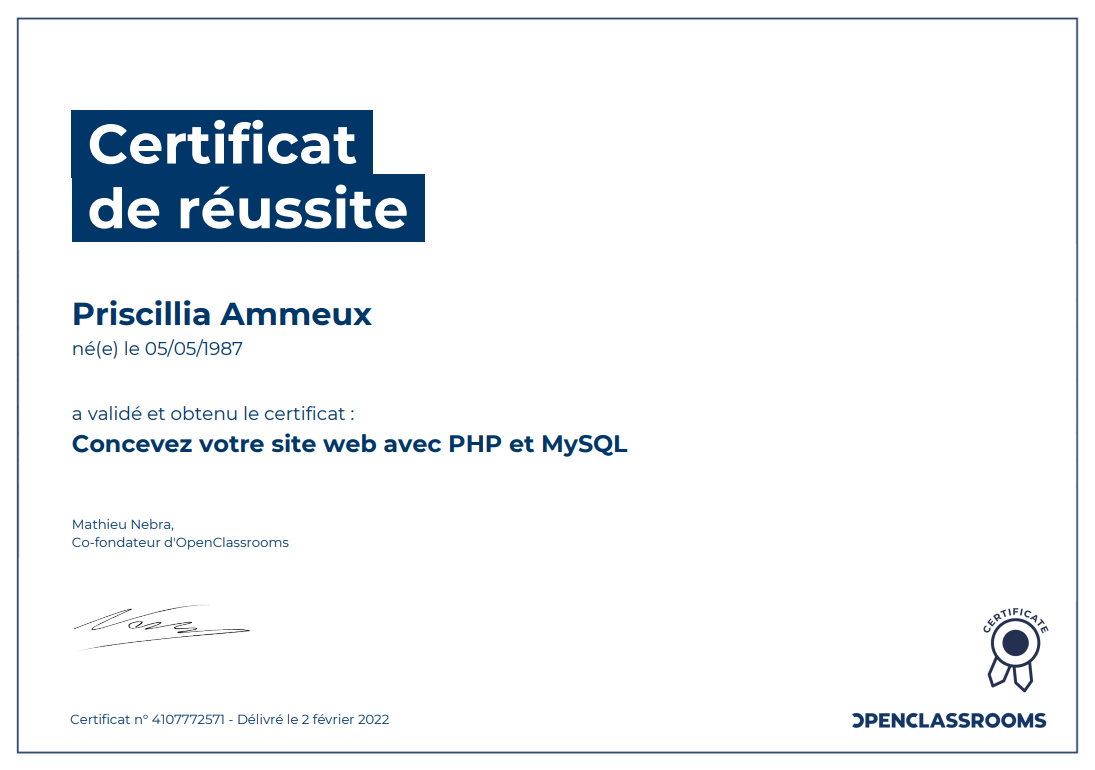 Certificat
de réussite
Priscillia Ammeux
né(e) le 05/05/1987
a validé et obtenu le certificat :
Concevez votre site web avec PHP et MySQL
Mathieu Nebra,
Co-fondateur d'OpenClassrooms
CERTIFICATE
Certificat n° 4107772571 - Délivré le 2 février 2022
OPENCLASSROOMS